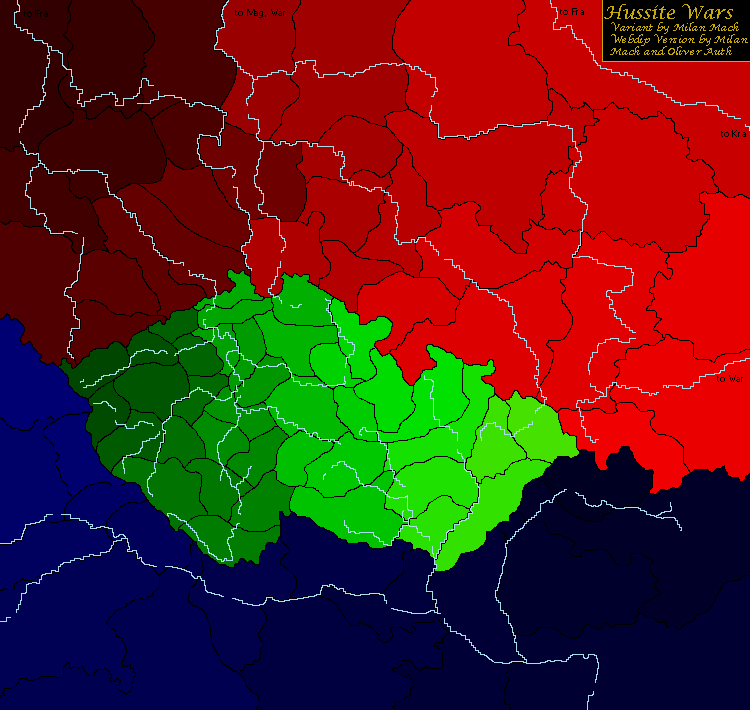 to Fra
to Mag, War
to Fra
Hussite Wars
Variant by Milan Mach
Webdip Version by Milan
Mach and Oliver Auth
to Kra
to War